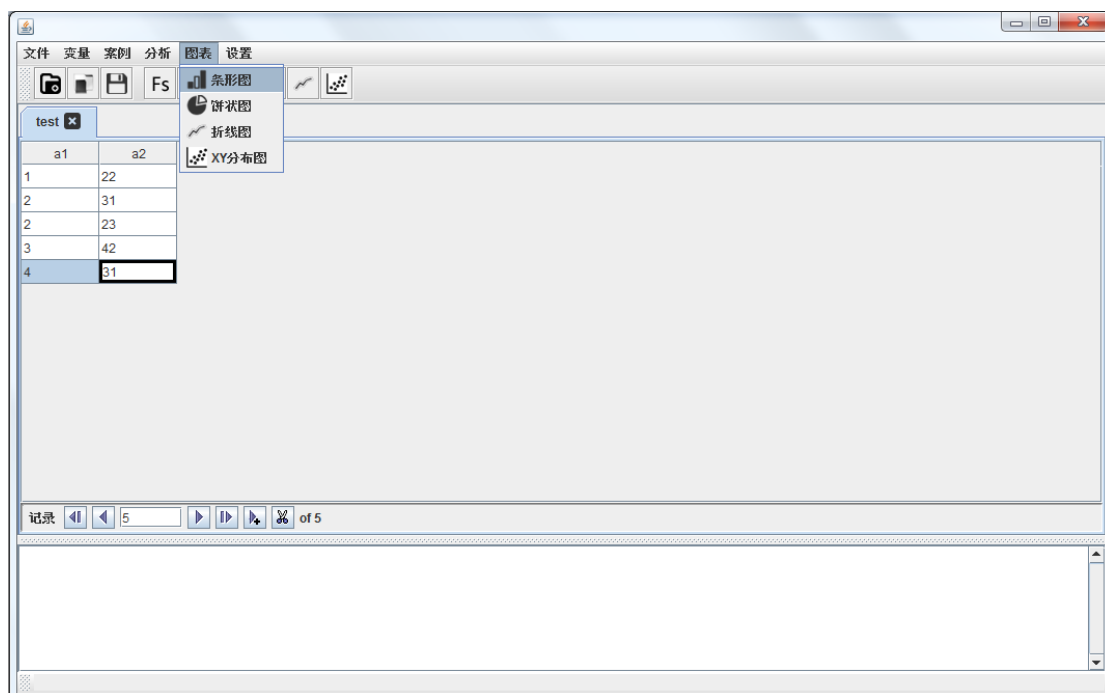 文件 变量 案例 分析 图表 设置
Fs
条形图
饼状图
折线图
XY分布图
test
a1 a2
1 22
2 31
2 23
3 42
4 31
记录 5 of 5